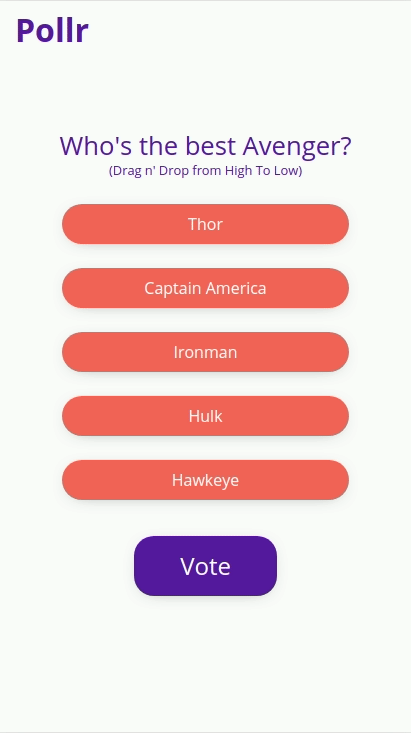 Pollr
Who's the best Avenger?
(Drag n' Drop from High To Low)
Thor
Captain America
Ironman
Hulk
Hawkeye
Vote